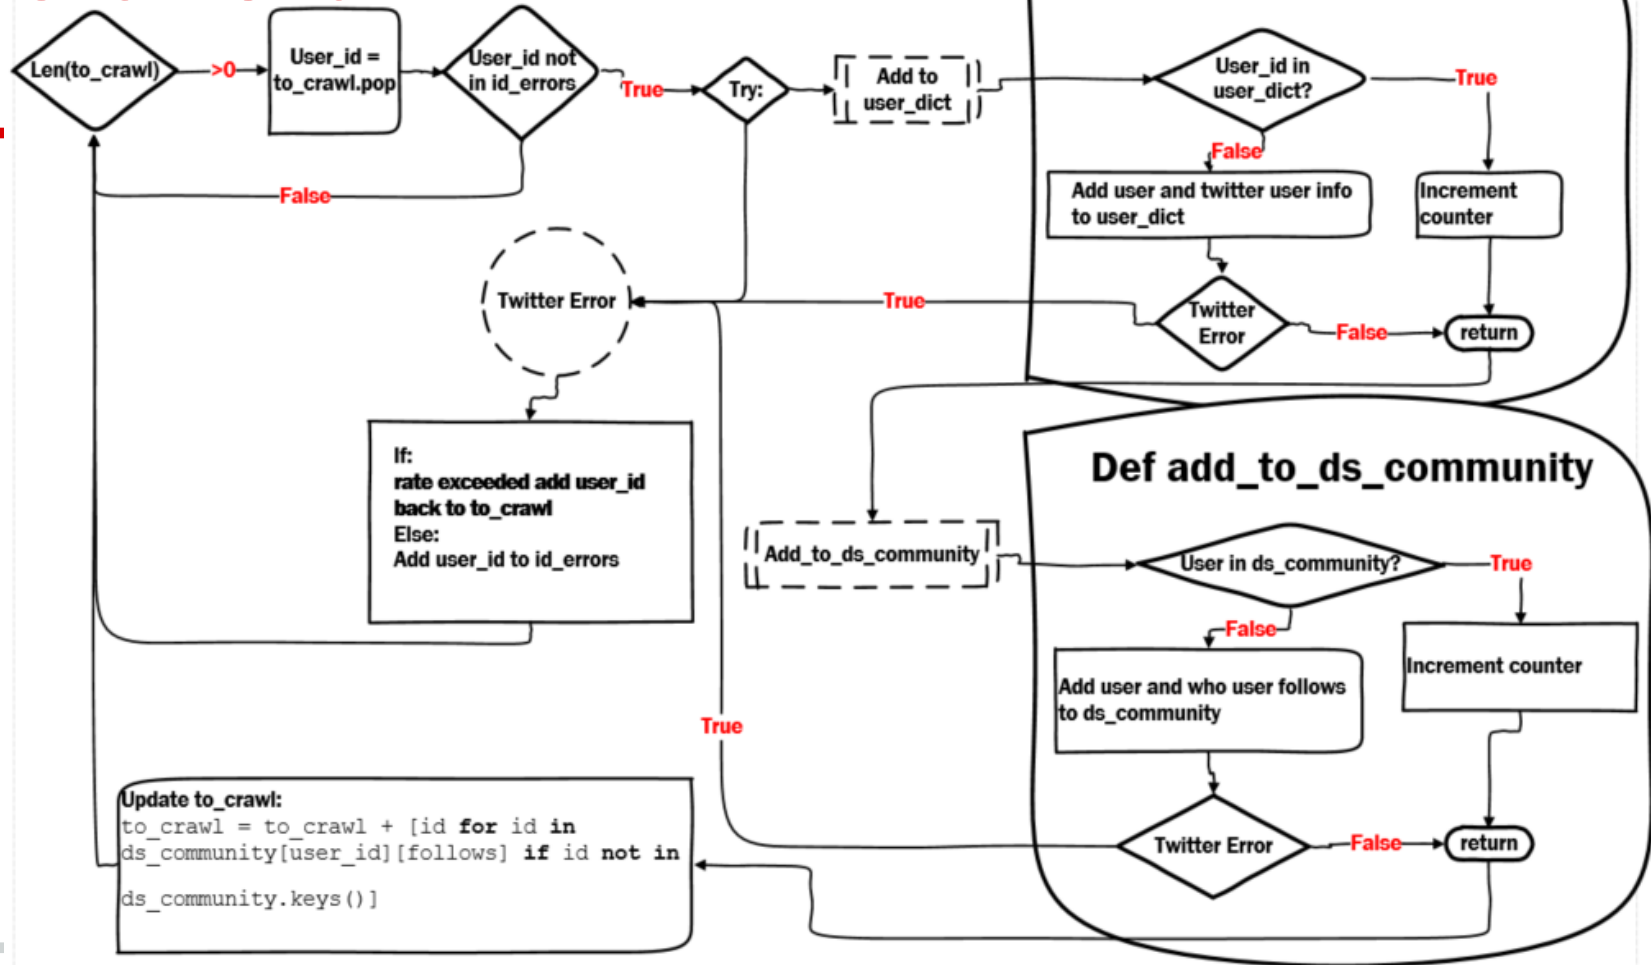 Len(to_crawl)
>0
User_id =
to_crawl.pop
User_id not
in id_errors
True
Try:
Add to
user_dict
User_id in
user_dict?
True
False
False
Add user and twitter user info
to user_dict
Increment
counter
Twitter Error
True
Twitter
Error
False
return
If:
rate exceeded add user_id
back to to_crawl
Else:
Add user_id to id_errors
Def add_to_ds_community
Add_to_ds_community
User in ds_community?
True
False
Add user and who user follows
to ds_community
Increment counter
True
Twitter Error
False
return
Update to_crawl:
to_crawl = to_crawl + [id for id in
ds_community[user_id][follows] if id not in
ds_community.keys()]